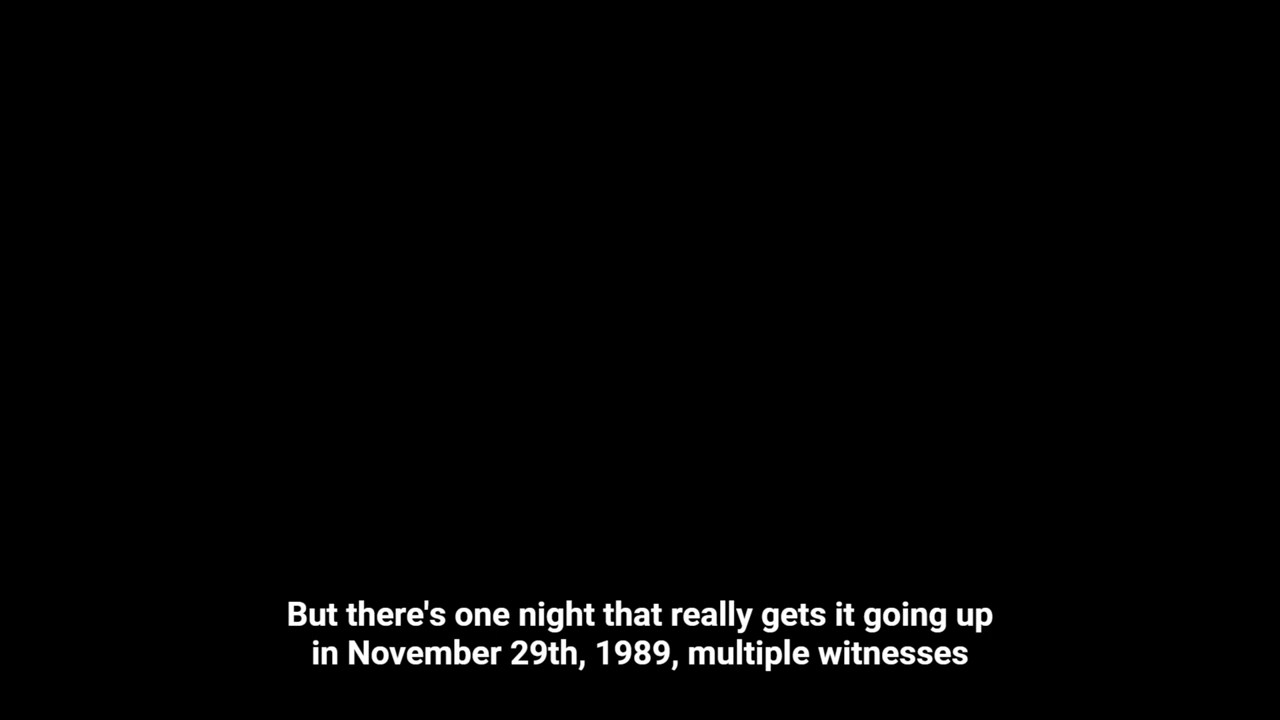 But there's one night that really gets it going up
in November 29th, 1989, multiple witnesses